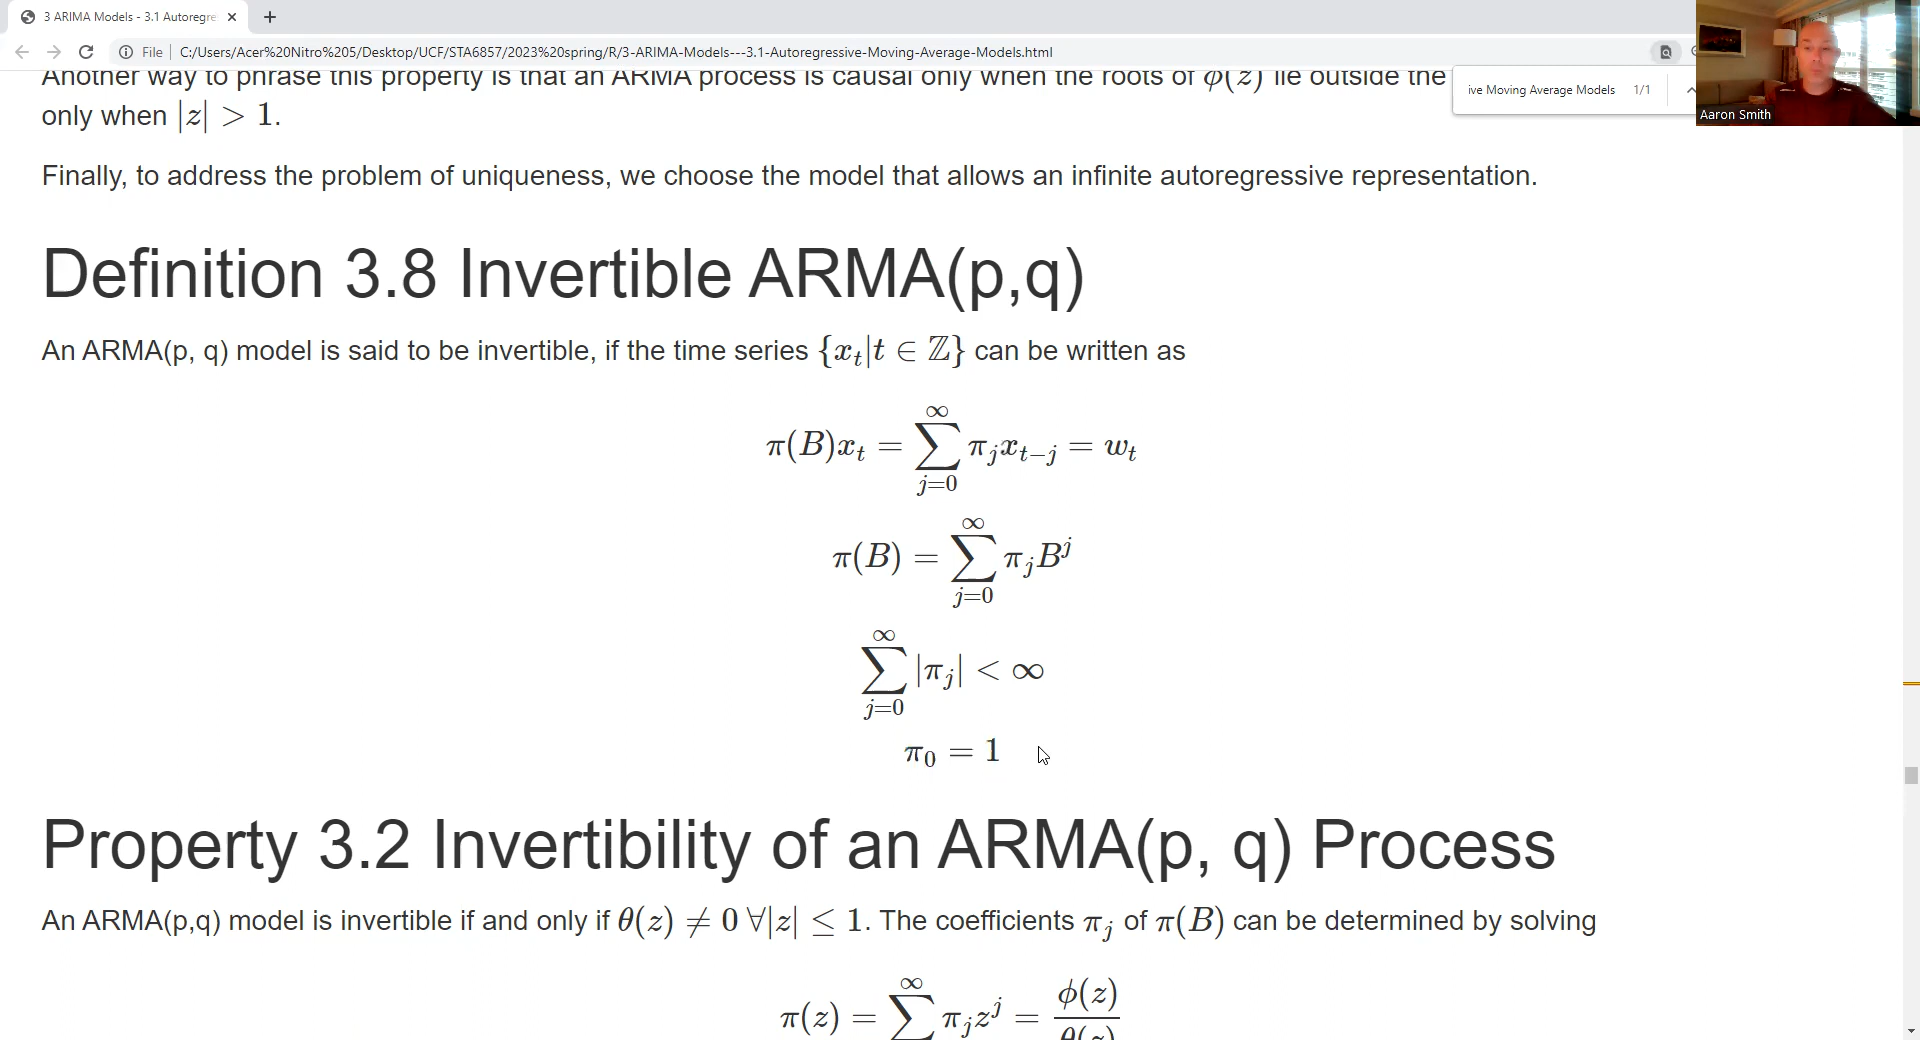 3 ARIMA Models - 3.1 Autoregre
File | C:/Users/Acer%20Nitro%205/Desktop/UCF/STA6857/2023%20spring/R/3-ARIMA-Models---3.1-Autoregressive-Moving-Average-Models.html
Another way to phrase this property is that an ARMA process is causal only when the roots of ϕ(z) lie outside the
ive Moving Average Models 1/1
Aaron Smith
only when |z| > 1.
Finally, to address the problem of uniqueness, we choose the model that allows an infinite autoregressive representation.
Definition 3.8 Invertible ARMA(p,q)
An ARMA(p, q) model is said to be invertible, if the time series {x_t|t ∈ ℤ} can be written as
π(B)x_t = ∑_{j=0}^{∞} π_j x_{t−j} = w_t
π(B) = ∑_{j=0}^{∞} π_j B^j
∑_{j=0}^{∞} |π_j| < ∞
π_0 = 1
Property 3.2 Invertibility of an ARMA(p, q) Process
An ARMA(p,q) model is invertible if and only if θ(z) ≠ 0 ∀|z| ≤ 1. The coefficients π_j of π(B) can be determined by solving
π(z) = ∑ ^{∞} π_j z^j = ϕ(z)/θ(z)